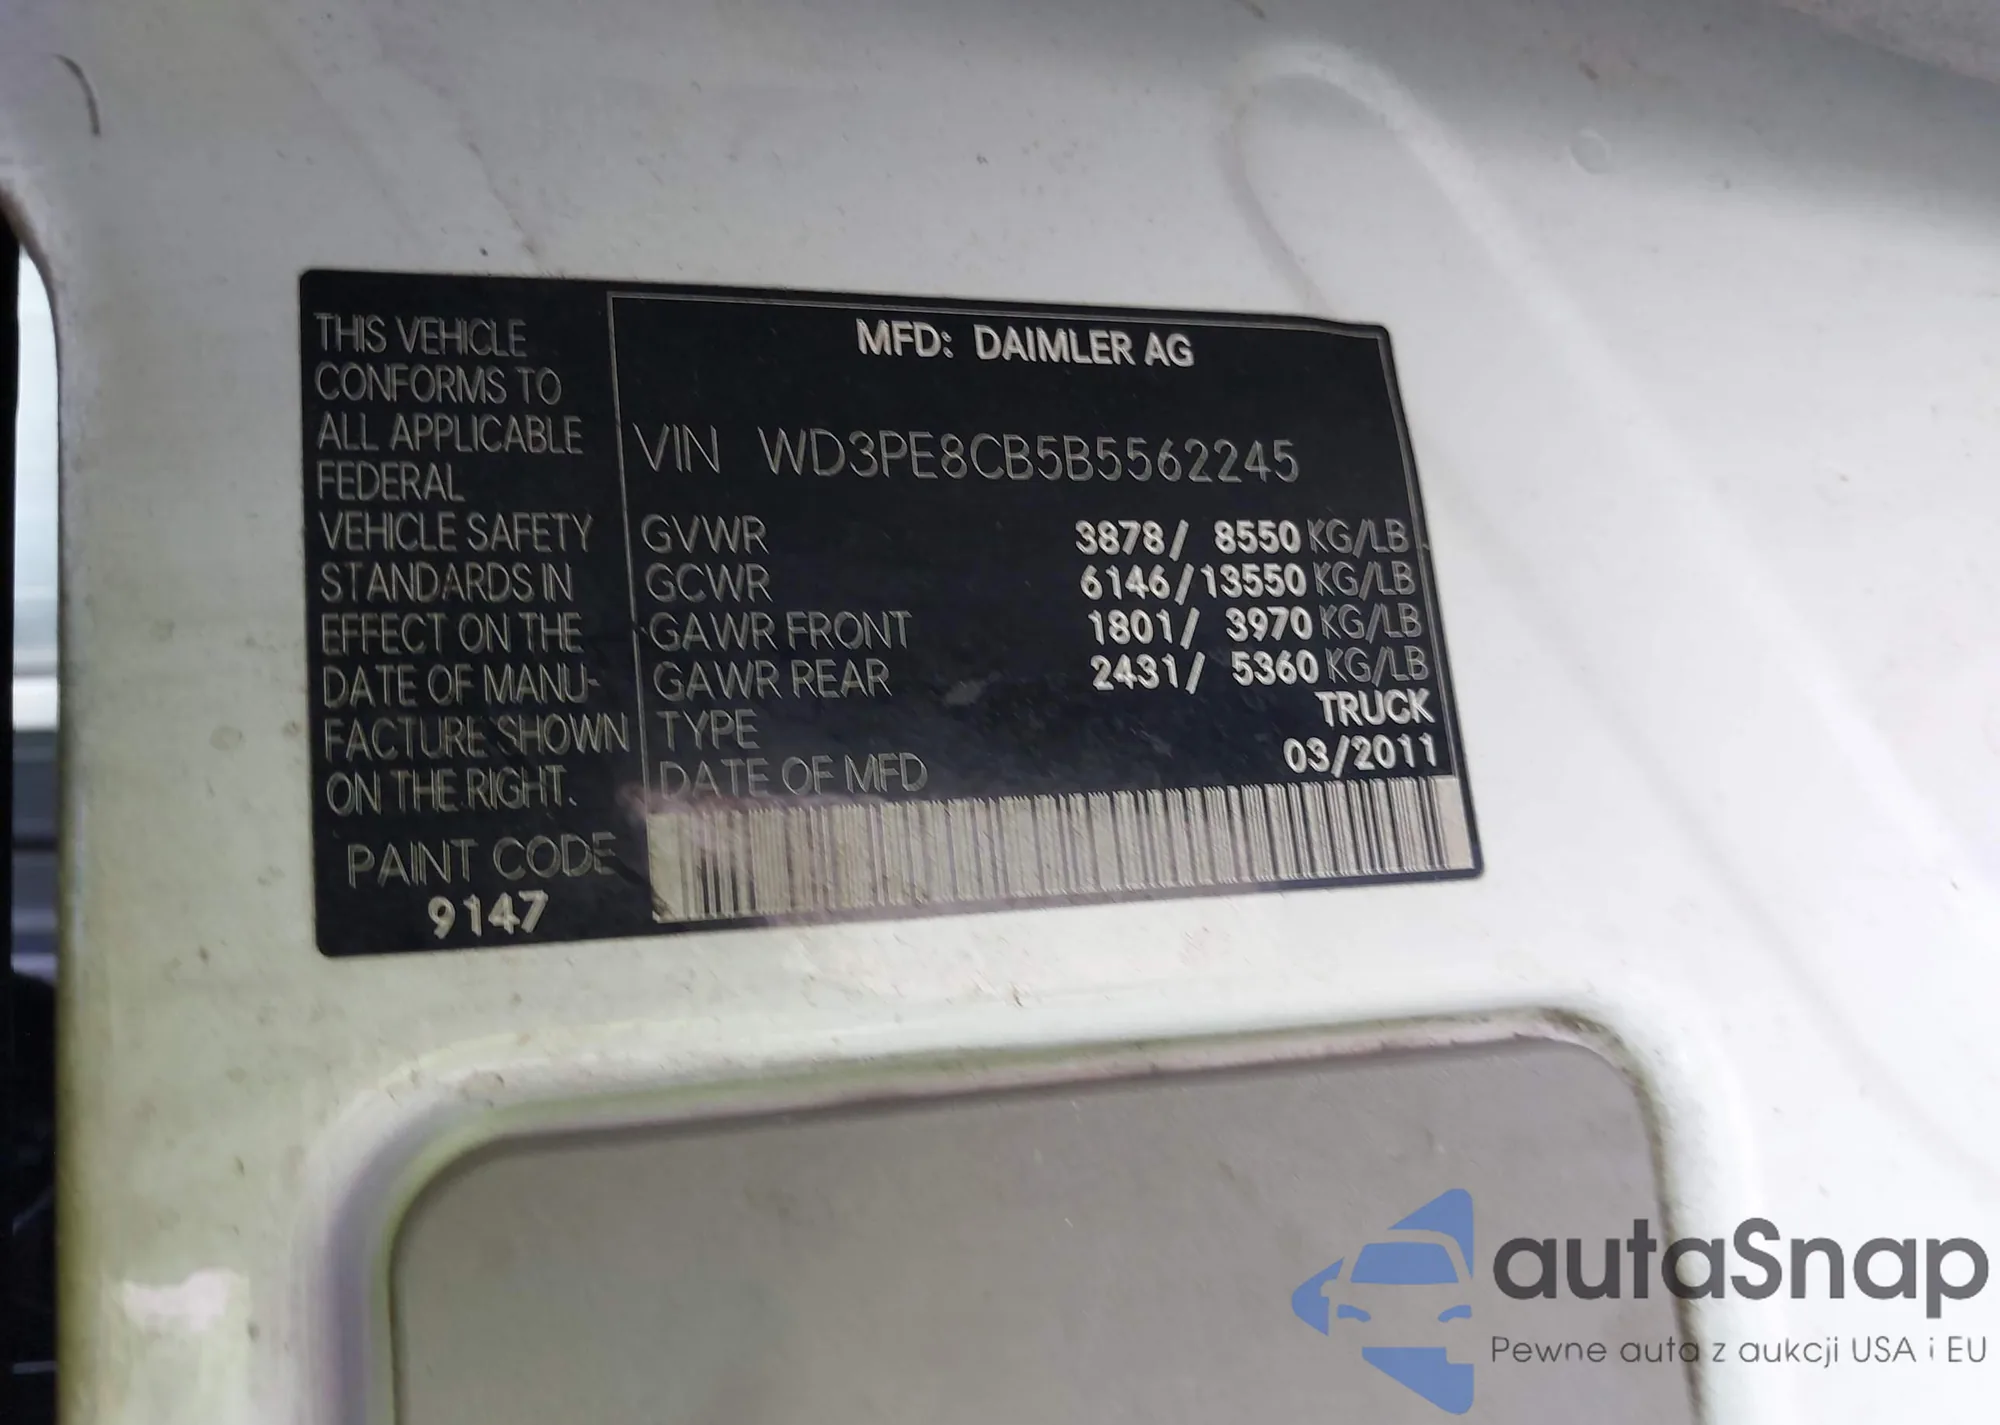 THIS VEHICLE
CONFORMS TO
ALL APPLICABLE
FEDERAL
VEHICLE SAFETY
STANDARDS IN
EFFECT ON THE
DATE OF MANU-
FACTURE SHOWN
ON THE RIGHT.
PAINT CODE
9147
MFD: DAIMLER AG
VIN WD3PE8CB5B5562245
GVWR 3878/ 8550 KG/LB
GCWR 6146/13550 KG/LB
GAWR FRONT 1801/ 3970 KG/LB
GAWR REAR 2431/ 5360 KG/LB
TYPE TRUCK
DATE OF MFD 03/2011
autaSnap
Pewne auta z aukcji USA i EU